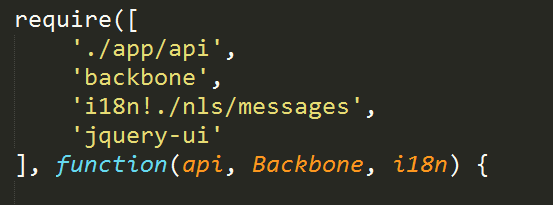 require([
    './app/api',
    'backbone',
    'i18n!./nls/messages',
    'jquery-ui'
], function(api, Backbone, i18n) {